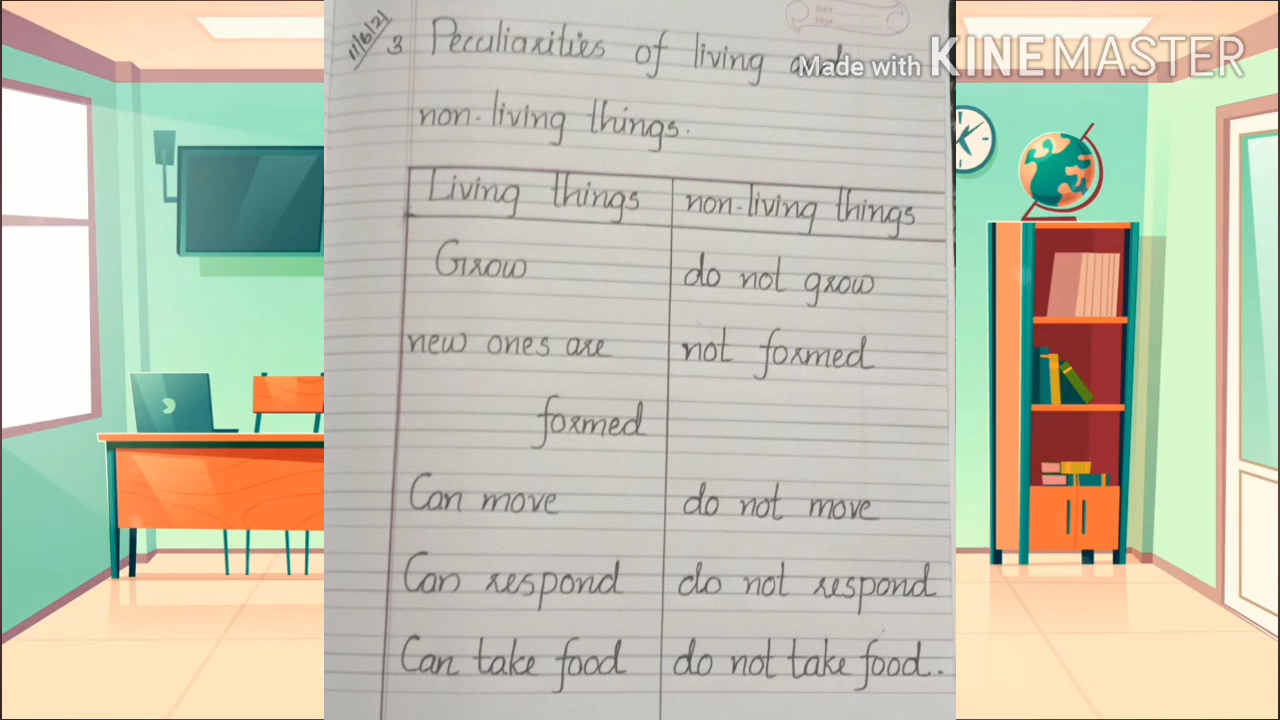 11/6/21
3 Peculiarities of living and
Made with KINEMASTER
non-living things.
Living things non-living things
Grow do not grow
new ones are not formed
formed
Can move do not move
Can respond do not respond
Can take food do not take food.